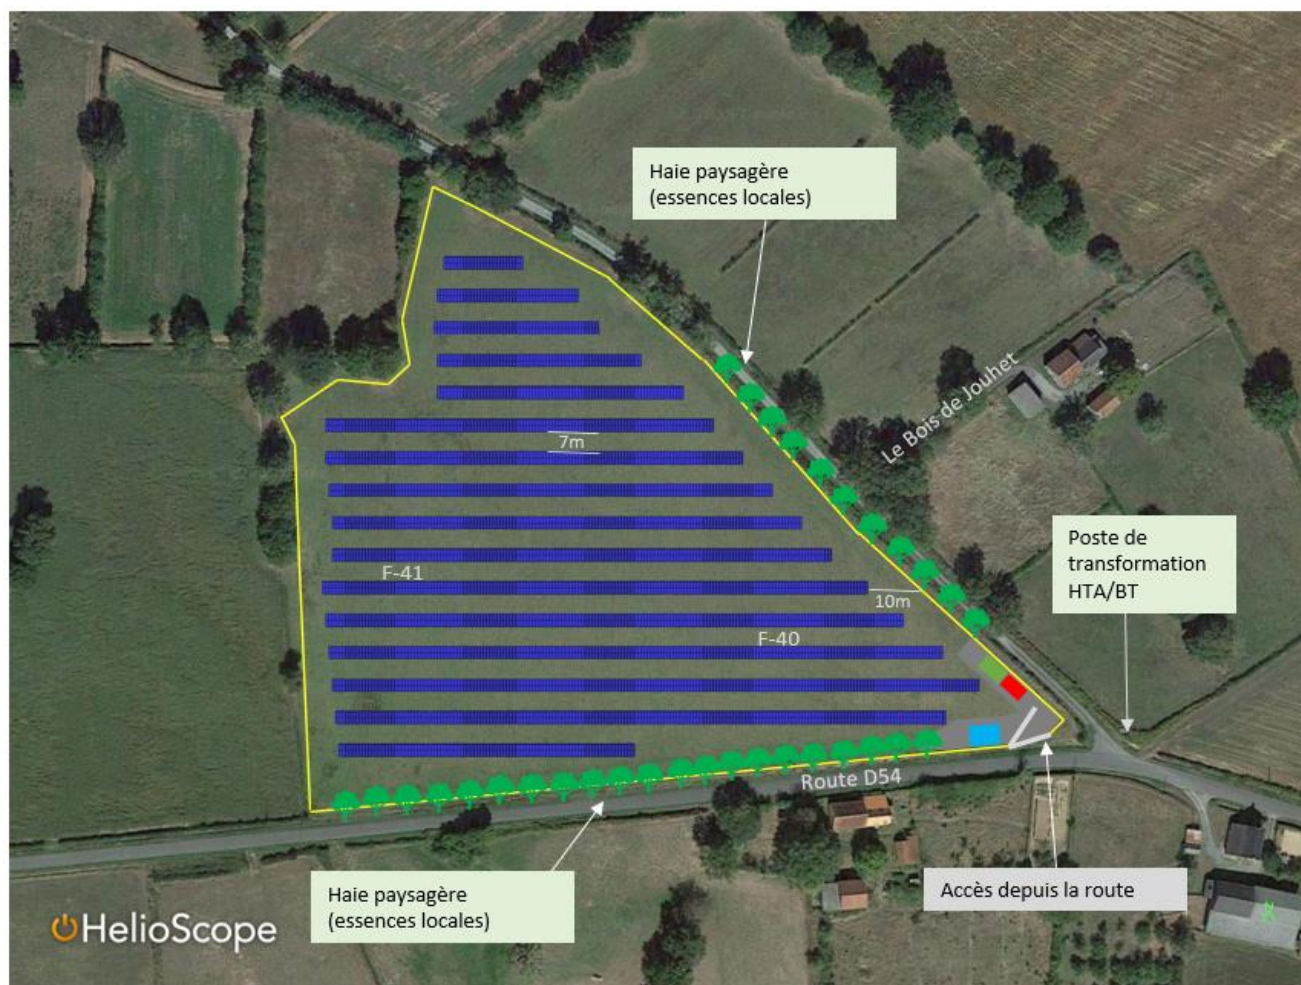 Haie paysagère
(essences locales)
Le Bois de Jouhet
7m
Poste de
transformation
HTA/BT
F-41
10m
F-40
Route D54
Haie paysagère
(essences locales)
Accès depuis la route
HelioScope